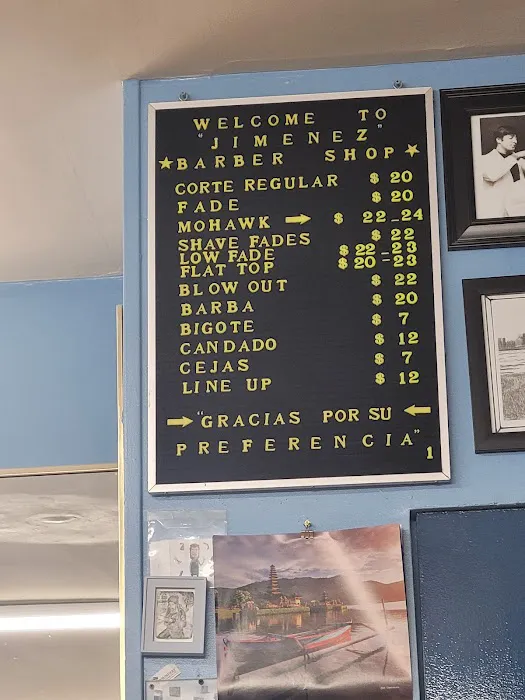 WELCOME TO
"JIMENEZ"
★BARBER SHOP★
CORTE REGULAR $ 20
FADE $ 20
MOHAWK → $ 22-24
SHAVE FADES $ 22
LOW FADE $ 22-23
FLAT TOP $ 20-23
BLOW OUT $ 22
BARBA $ 20
BIGOTE $ 7
CANDADO $ 12
CEJAS $ 7
LINE UP $ 12
→ "GRACIAS POR SU ←
PREFERENCIA"
1